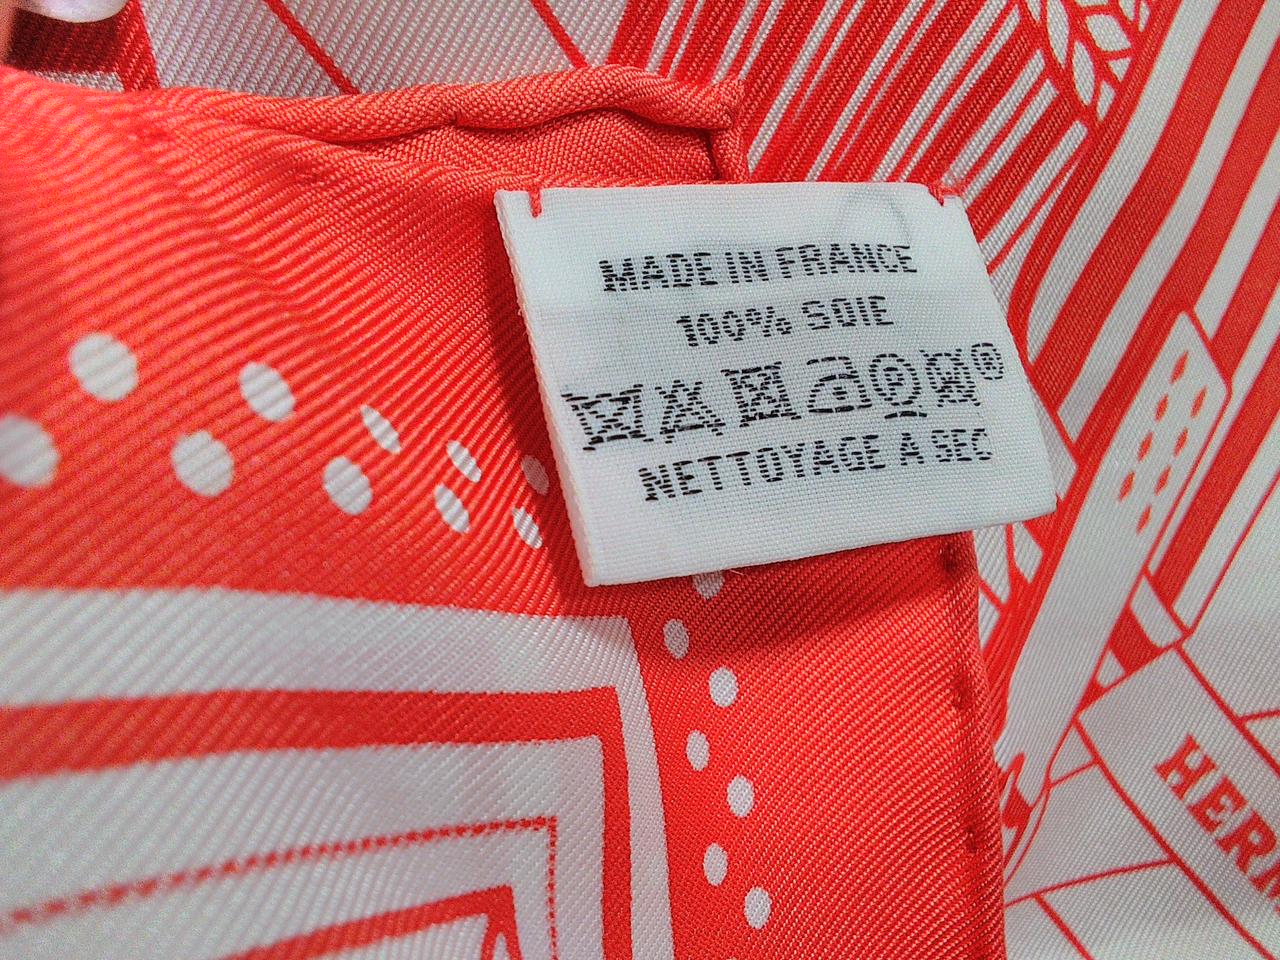 MADE IN FRANCE
100% SOIE
®
NETTOYAGE A SEC
HER